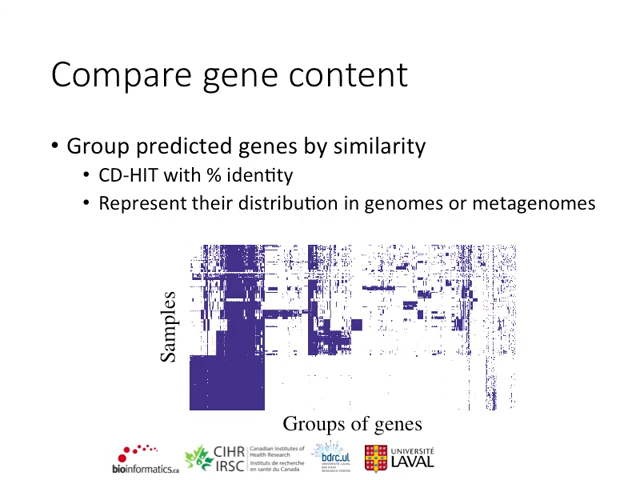 Compare gene content
• Group predicted genes by similarity
• CD-HIT with % identity
• Represent their distribution in genomes or metagenomes
Samples
Groups of genes
bioinformatics.ca
CIHR
IRSC
Canadian Institutes of
Health Research
Instituts de recherche
en santé du Canada
bdrc.ul
UNIVERSITÉ
LAVAL